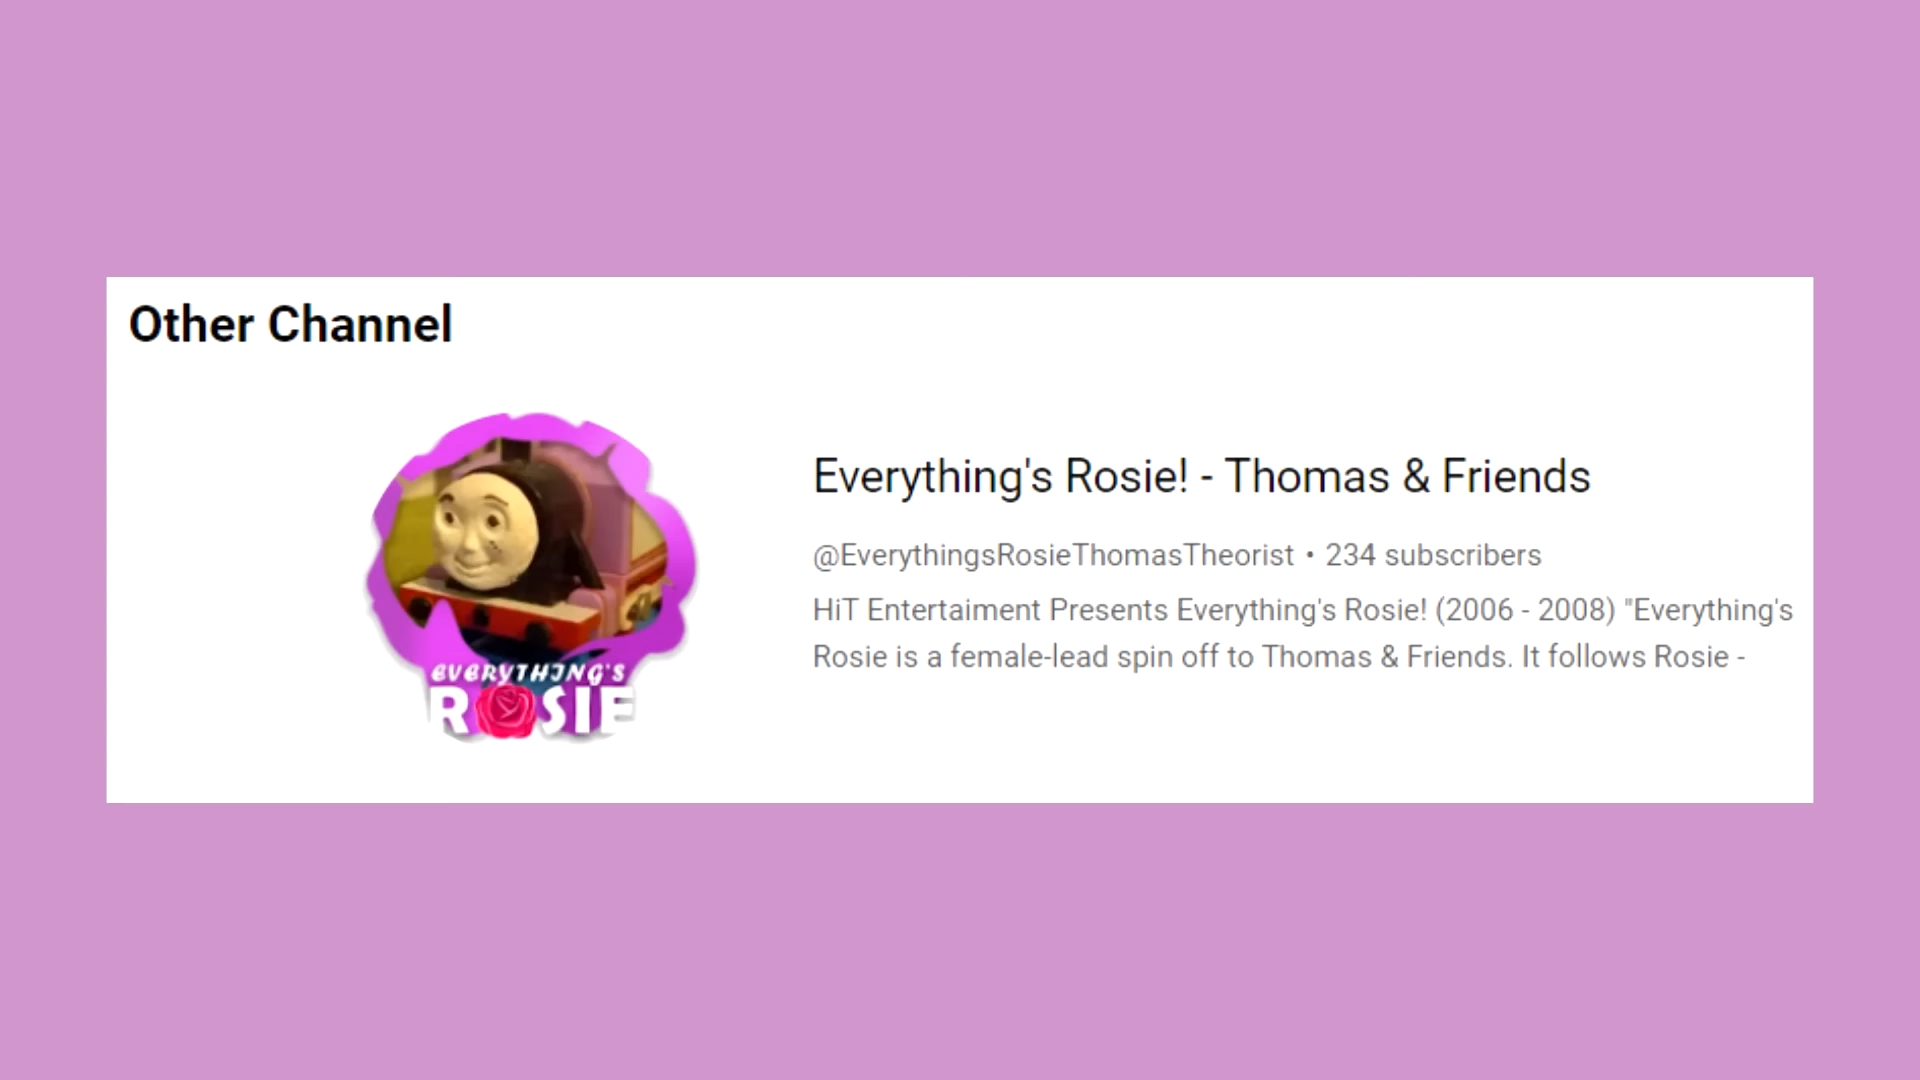 Other Channel
Everything's Rosie! - Thomas & Friends
@EverythingsRosieThomasTheorist • 234 subscribers
HiT Entertaiment Presents Everything's Rosie! (2006 - 2008) "Everything's
Rosie is a female-lead spin off to Thomas & Friends. It follows Rosie -
EVERYTHING'S
ROSIE